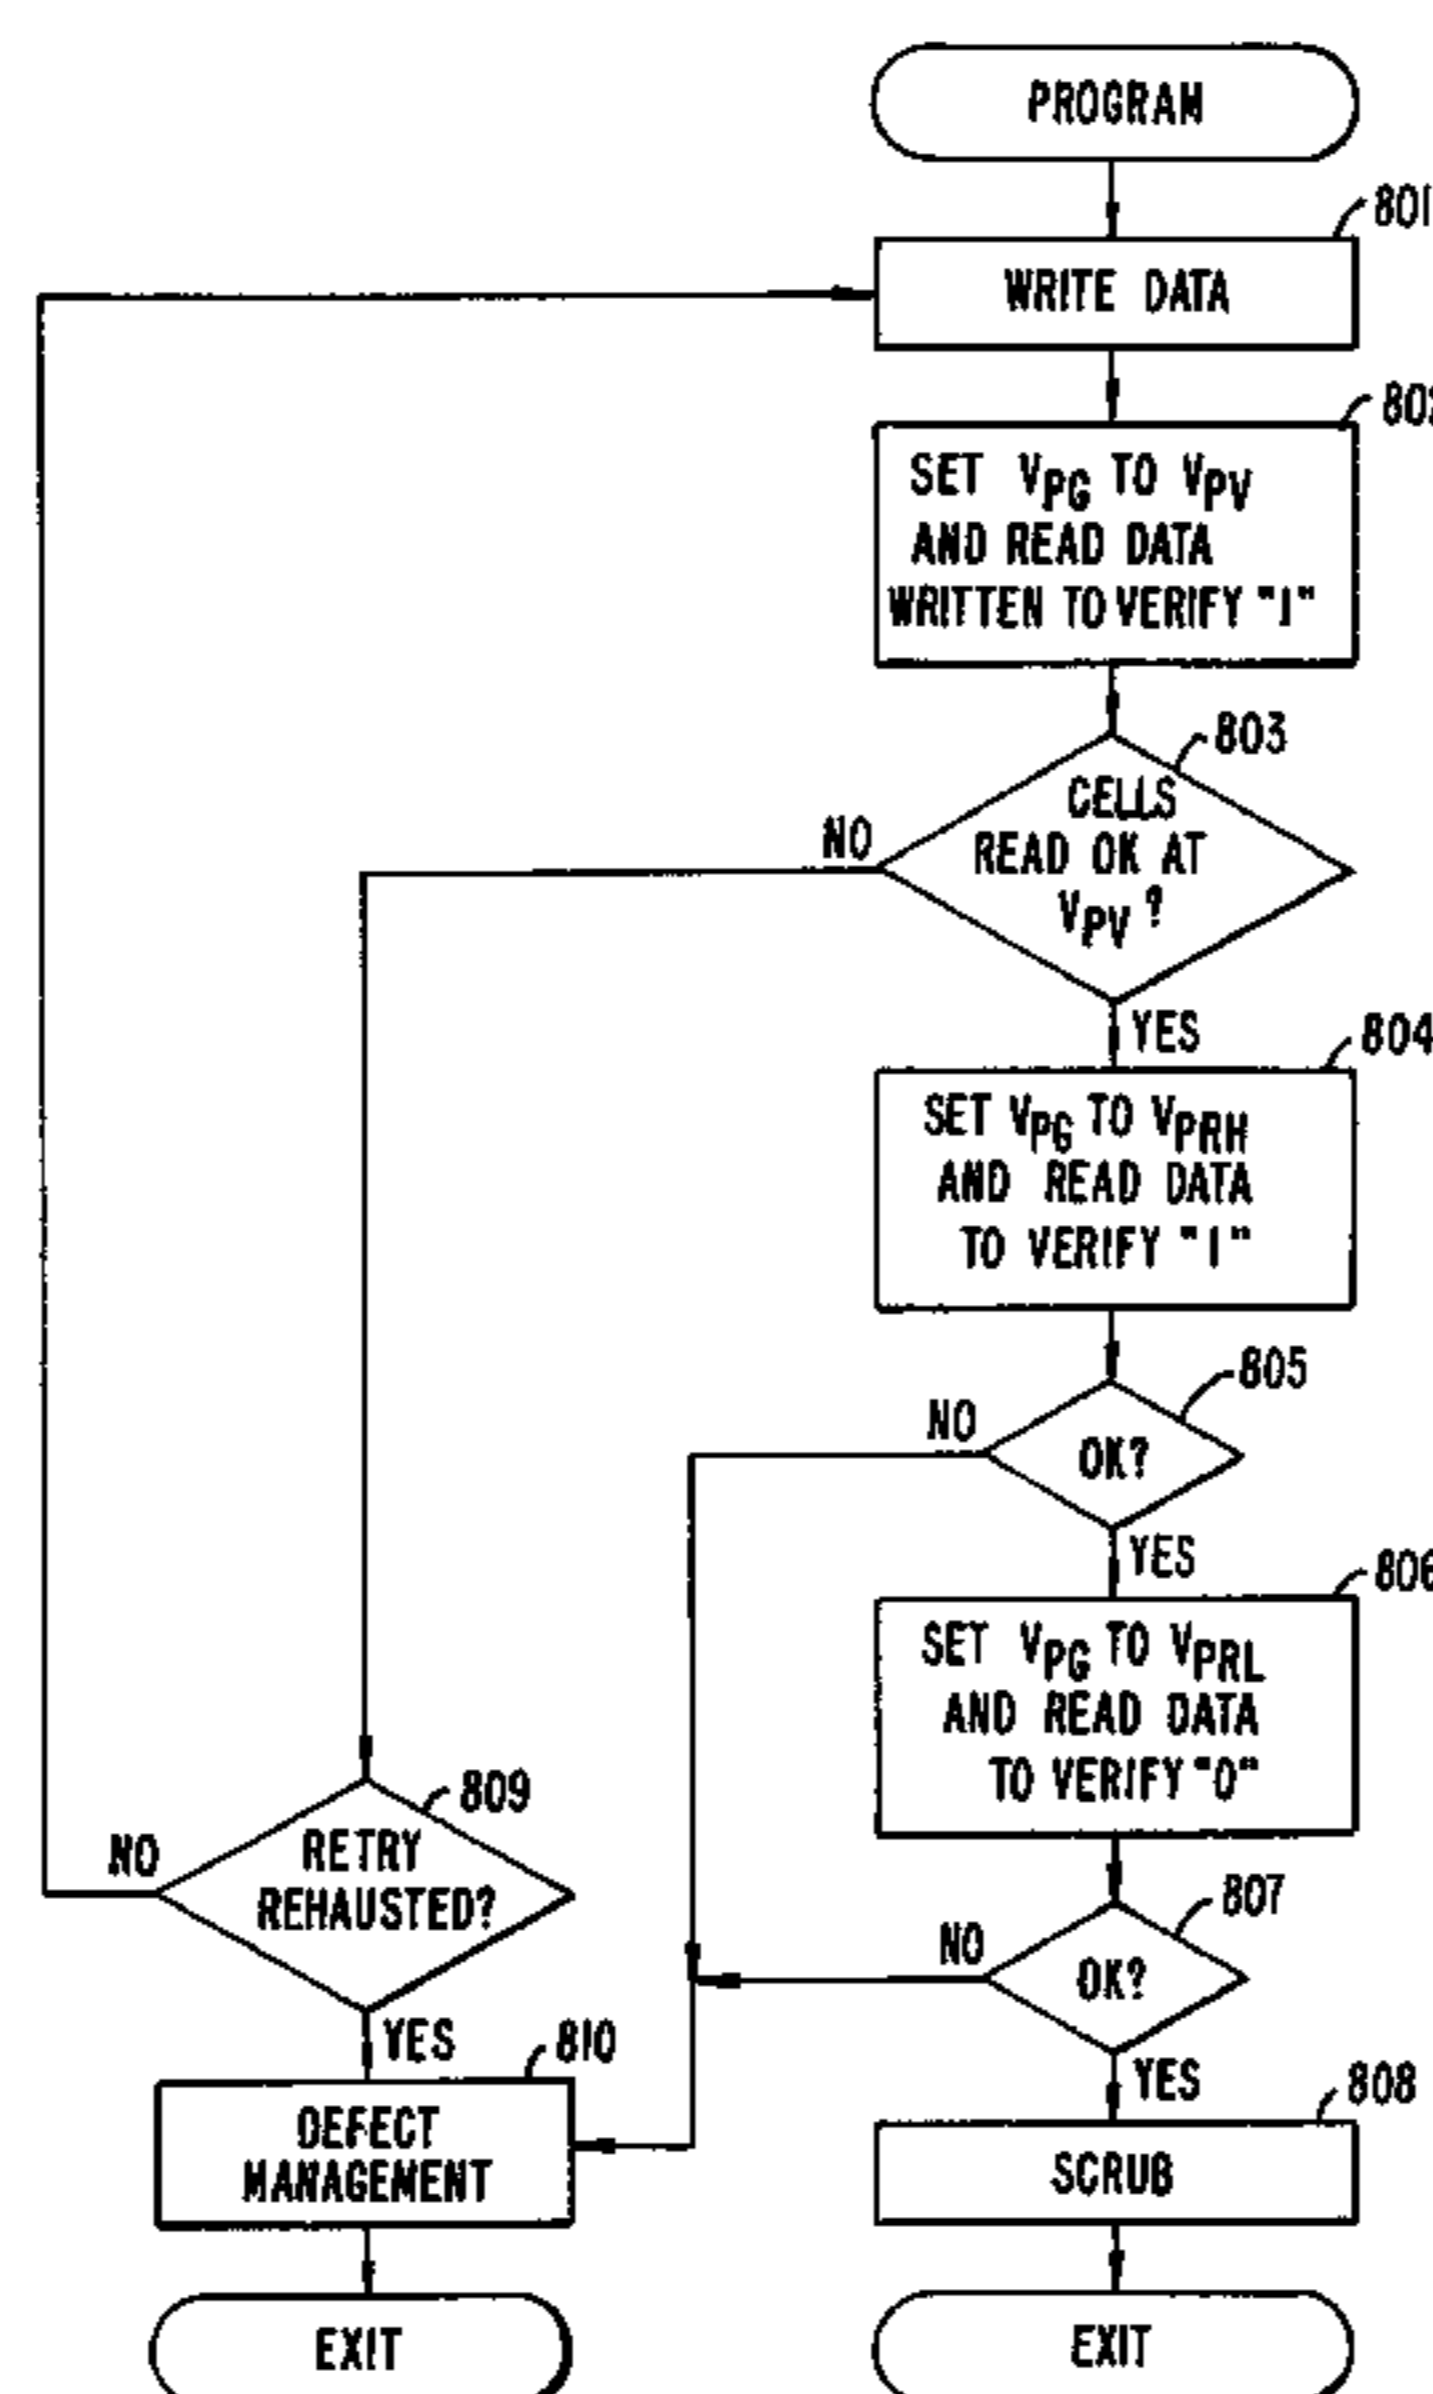 PROGRAM
801
WRITE DATA
802
SET VPG TO VPV
AND READ DATA
WRITTEN TO VERIFY "1"
803
CELLS
READ OK AT
VPV ?
NO
YES
804
SET VPG TO VPRH
AND READ DATA
TO VERIFY "1"
805
NO
OK?
YES
806
SET VPG TO VPRL
AND READ DATA
TO VERIFY "0"
809
NO
RETRY
REHAUSTED?
YES
807
NO
OK?
YES
810
DEFECT
MANAGEMENT
808
SCRUB
EXIT
EXIT